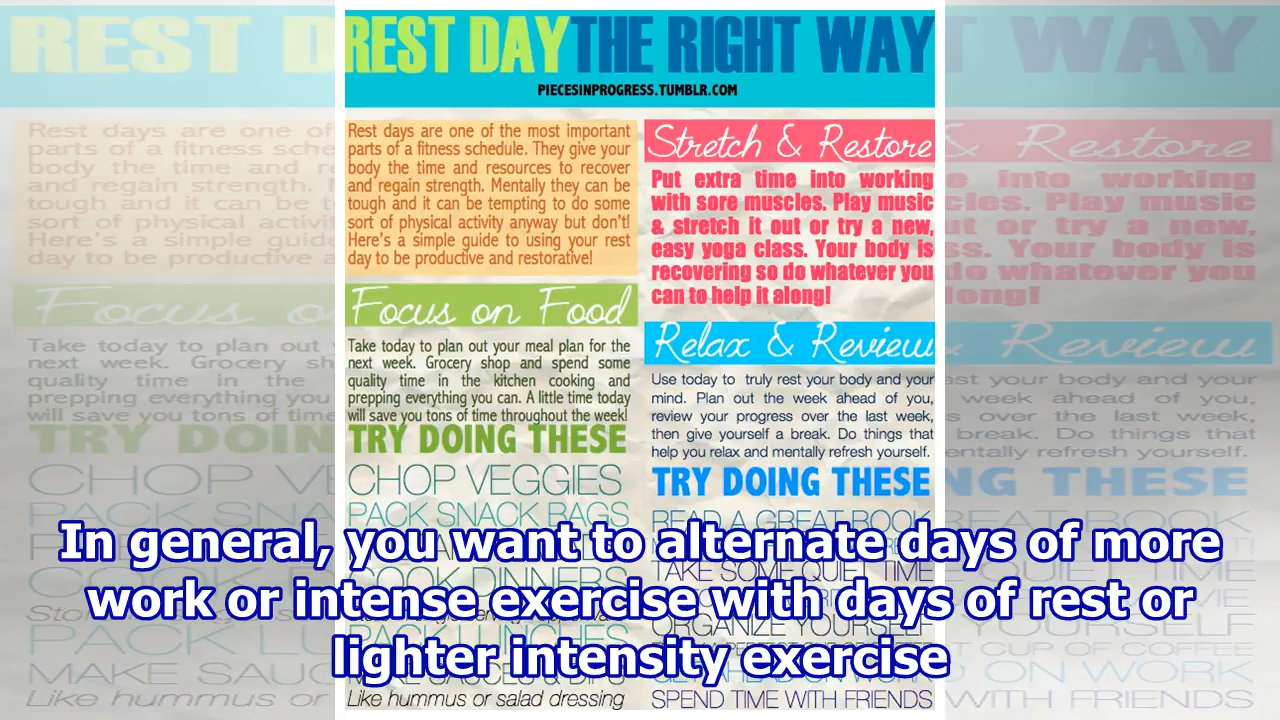 REST DAY THE RIGHT WAY
PIECESINPROGRESS.TUMBLR.COM
Rest days are one of the most important
parts of a fitness schedule. They give your
body the time and resources to recover
and regain strength. Mentally they can be
tough and it can be tempting to do some
sort of physical activity anyway but don't!
Here's a simple guide to using your rest
day to be productive and restorative!
Focus on Food
Take today to plan out your meal plan for the
next week. Grocery shop and spend some
quality time in the kitchen cooking and
prepping everything you can. A little time today
will save you tons of time throughout the week!
TRY DOING THESE
CHOP VEGGIES
PACK SNACK BAGS
COOK DINNERS
PACK LUNCHES
Like hummus or salad dressing
Stretch & Restore
Put extra time into working
with sore muscles. Play music
& stretch it out or try a new,
easy yoga class. Your body is
recovering so do whatever you
can to help it along!
Relax & Review
Use today to truly rest your body and your
mind. Plan out the week ahead of you,
review your progress over the last week,
then give yourself a break. Do things that
help you relax and mentally refresh yourself.
TRY DOING THESE
READ A GREAT BOOK
TAKE SOME QUIET TIME
ORGANIZE YOURSELF
SPEND TIME WITH FRIENDS
In general, you want to alternate days of more
work or intense exercise with days of rest or
lighter intensity exercise